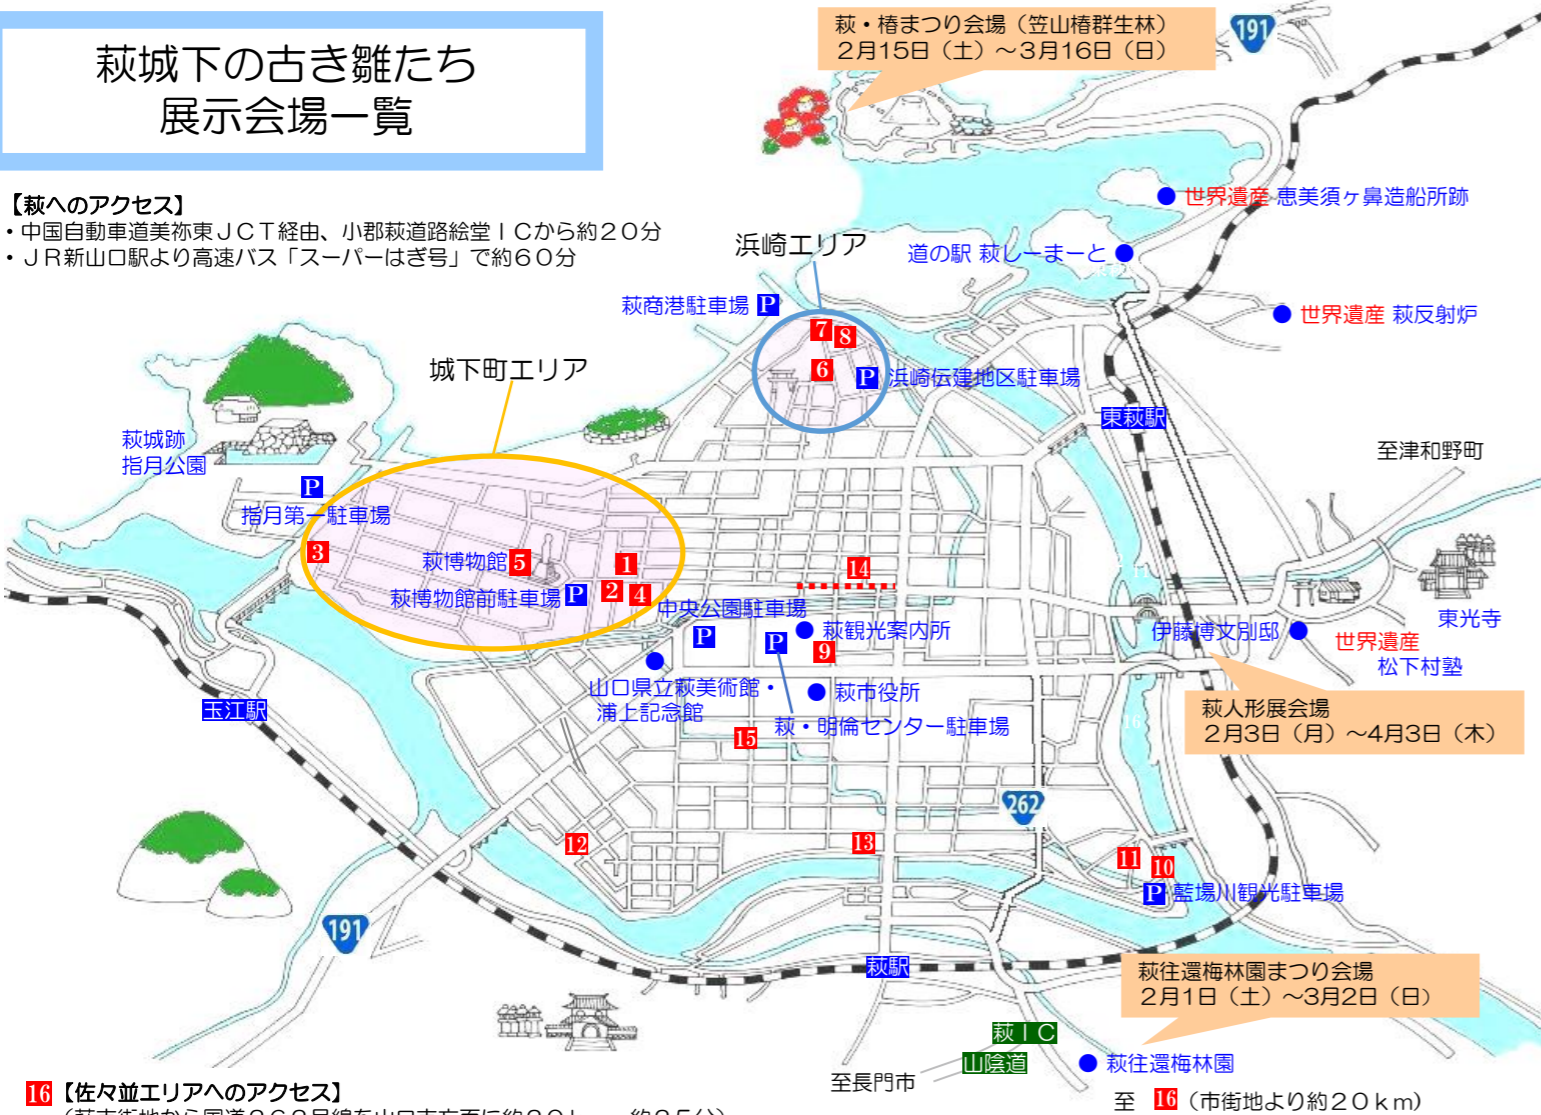 萩城下の古き雛たち
展示会場一覧
萩・椿まつり会場（笠山椿群生林）
２月15日（土）～３月16日（日）
191
【萩へのアクセス】
・中国自動車道美祢東ＪＣＴ経由、小郡萩道路絵堂ＩＣから約２０分
・ＪＲ新山口駅より高速バス「スーパーはぎ号」で約６０分
世界遺産 恵美須ヶ鼻造船所跡
浜崎エリア
道の駅 萩しーまーと
萩商港駐車場 P
世界遺産 萩反射炉
7 8
6
P 浜崎伝建地区駐車場
城下町エリア
東萩駅
萩城跡
指月公園
至津和野町
P
指月第一駐車場
3
萩博物館 5
1
萩博物館前駐車場 P
2 4
14
中央公園駐車場
P
P
萩観光案内所
9
伊藤博文別邸
東光寺
世界遺産
松下村塾
山口県立萩美術館・
浦上記念館
萩市役所
萩・明倫センター駐車場
玉江駅
15
萩人形展会場
２月３日（月）～４月３日（木）
262
12
13
11
10
P 藍場川観光駐車場
191
萩駅
萩往還梅林園まつり会場
２月１日（土）～３月２日（日）
萩ＩＣ
山陰道
萩往還梅林園
至長門市
16【佐々並エリアへのアクセス】
至 16（市街地より約２０ｋｍ）